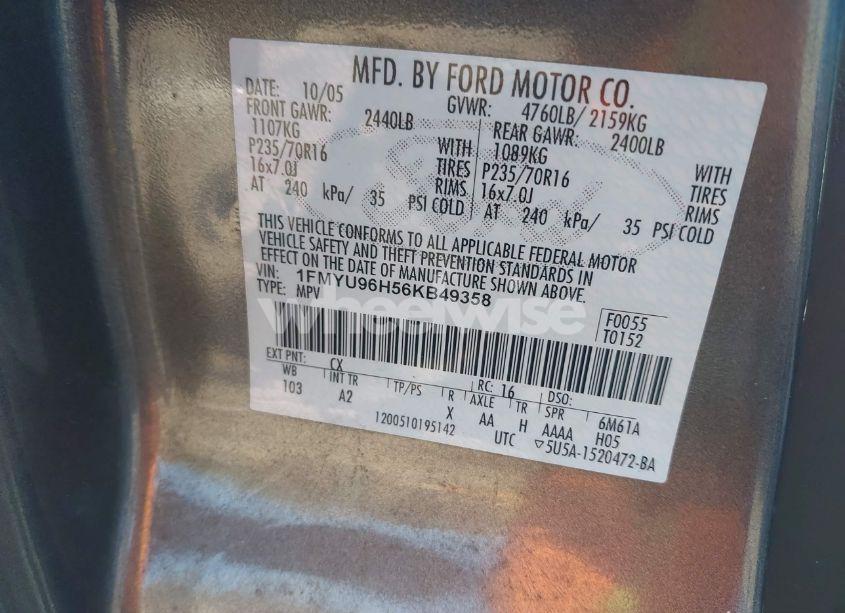 MFD. BY FORD MOTOR CO.
DATE: 10/05 GVWR: 4760LB/ 2159KG
FRONT GAWR: 2440LB REAR GAWR: 2400LB
1107KG WITH 1089KG WITH
P235/70R16 TIRES P235/70R16 TIRES
16x7.0J RIMS 16x7.0J RIMS
AT 240 kPa/ 35 PSI COLD AT 240 kPa/ 35 PSI COLD
THIS VEHICLE CONFORMS TO ALL APPLICABLE FEDERAL MOTOR
VEHICLE SAFETY AND THEFT PREVENTION STANDARDS IN
EFFECT ON THE DATE OF MANUFACTURE SHOWN ABOVE.
VIN: 1FMYU96H56KB49358
TYPE: MPV
F0055
T0152
wheelwise
EXT PNT: CX RC: 16 DSO:
WB INT TR TP/PS R AXLE TR SPR 6M61A
103 A2 X AA H AAAA H05
1200510195142 UTC ▽5U5A-1520472-BA